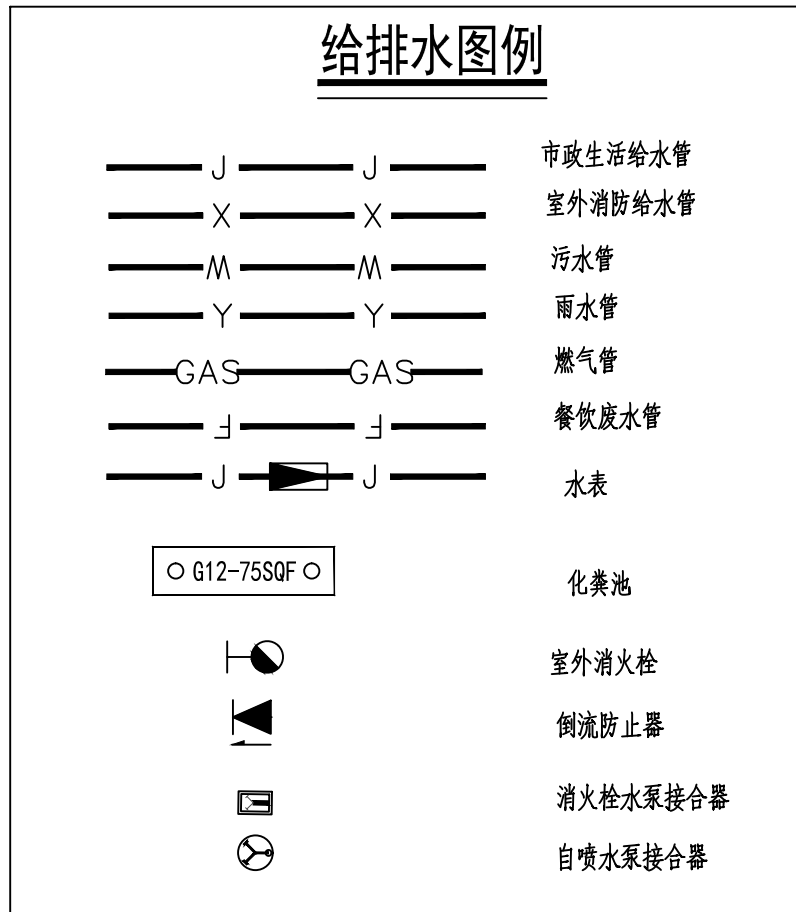 给排水图例
J J 市政生活给水管
X X 室外消防给水管
W W 污水管
Y Y 雨水管
GAS GAS 燃气管
F F 餐饮废水管
J J 水表
G12-75SQF 化粪池
室外消火栓
倒流防止器
消火栓水泵接合器
自喷水泵接合器